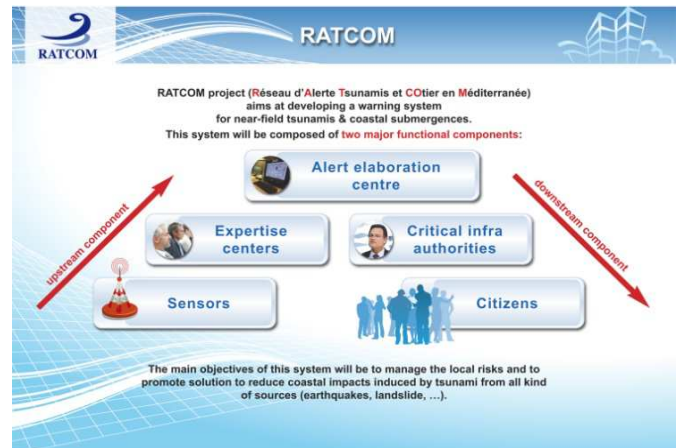 RATCOM
RATCOM
RATCOM project (Réseau d'Alerte Tsunamis et COtier en Méditerranée)
aims at developing a warning system
for near-field tsunamis & coastal submergences.
This system will be composed of two major functional components:
upstream component
Alert elaboration
centre
downstream component
Expertise
centers
Critical infra
authorities
Sensors
Citizens
The main objectives of this system will be to manage the local risks and to
promote solution to reduce coastal impacts induced by tsunami from all kind
of sources (earthquakes, landslide, ...).